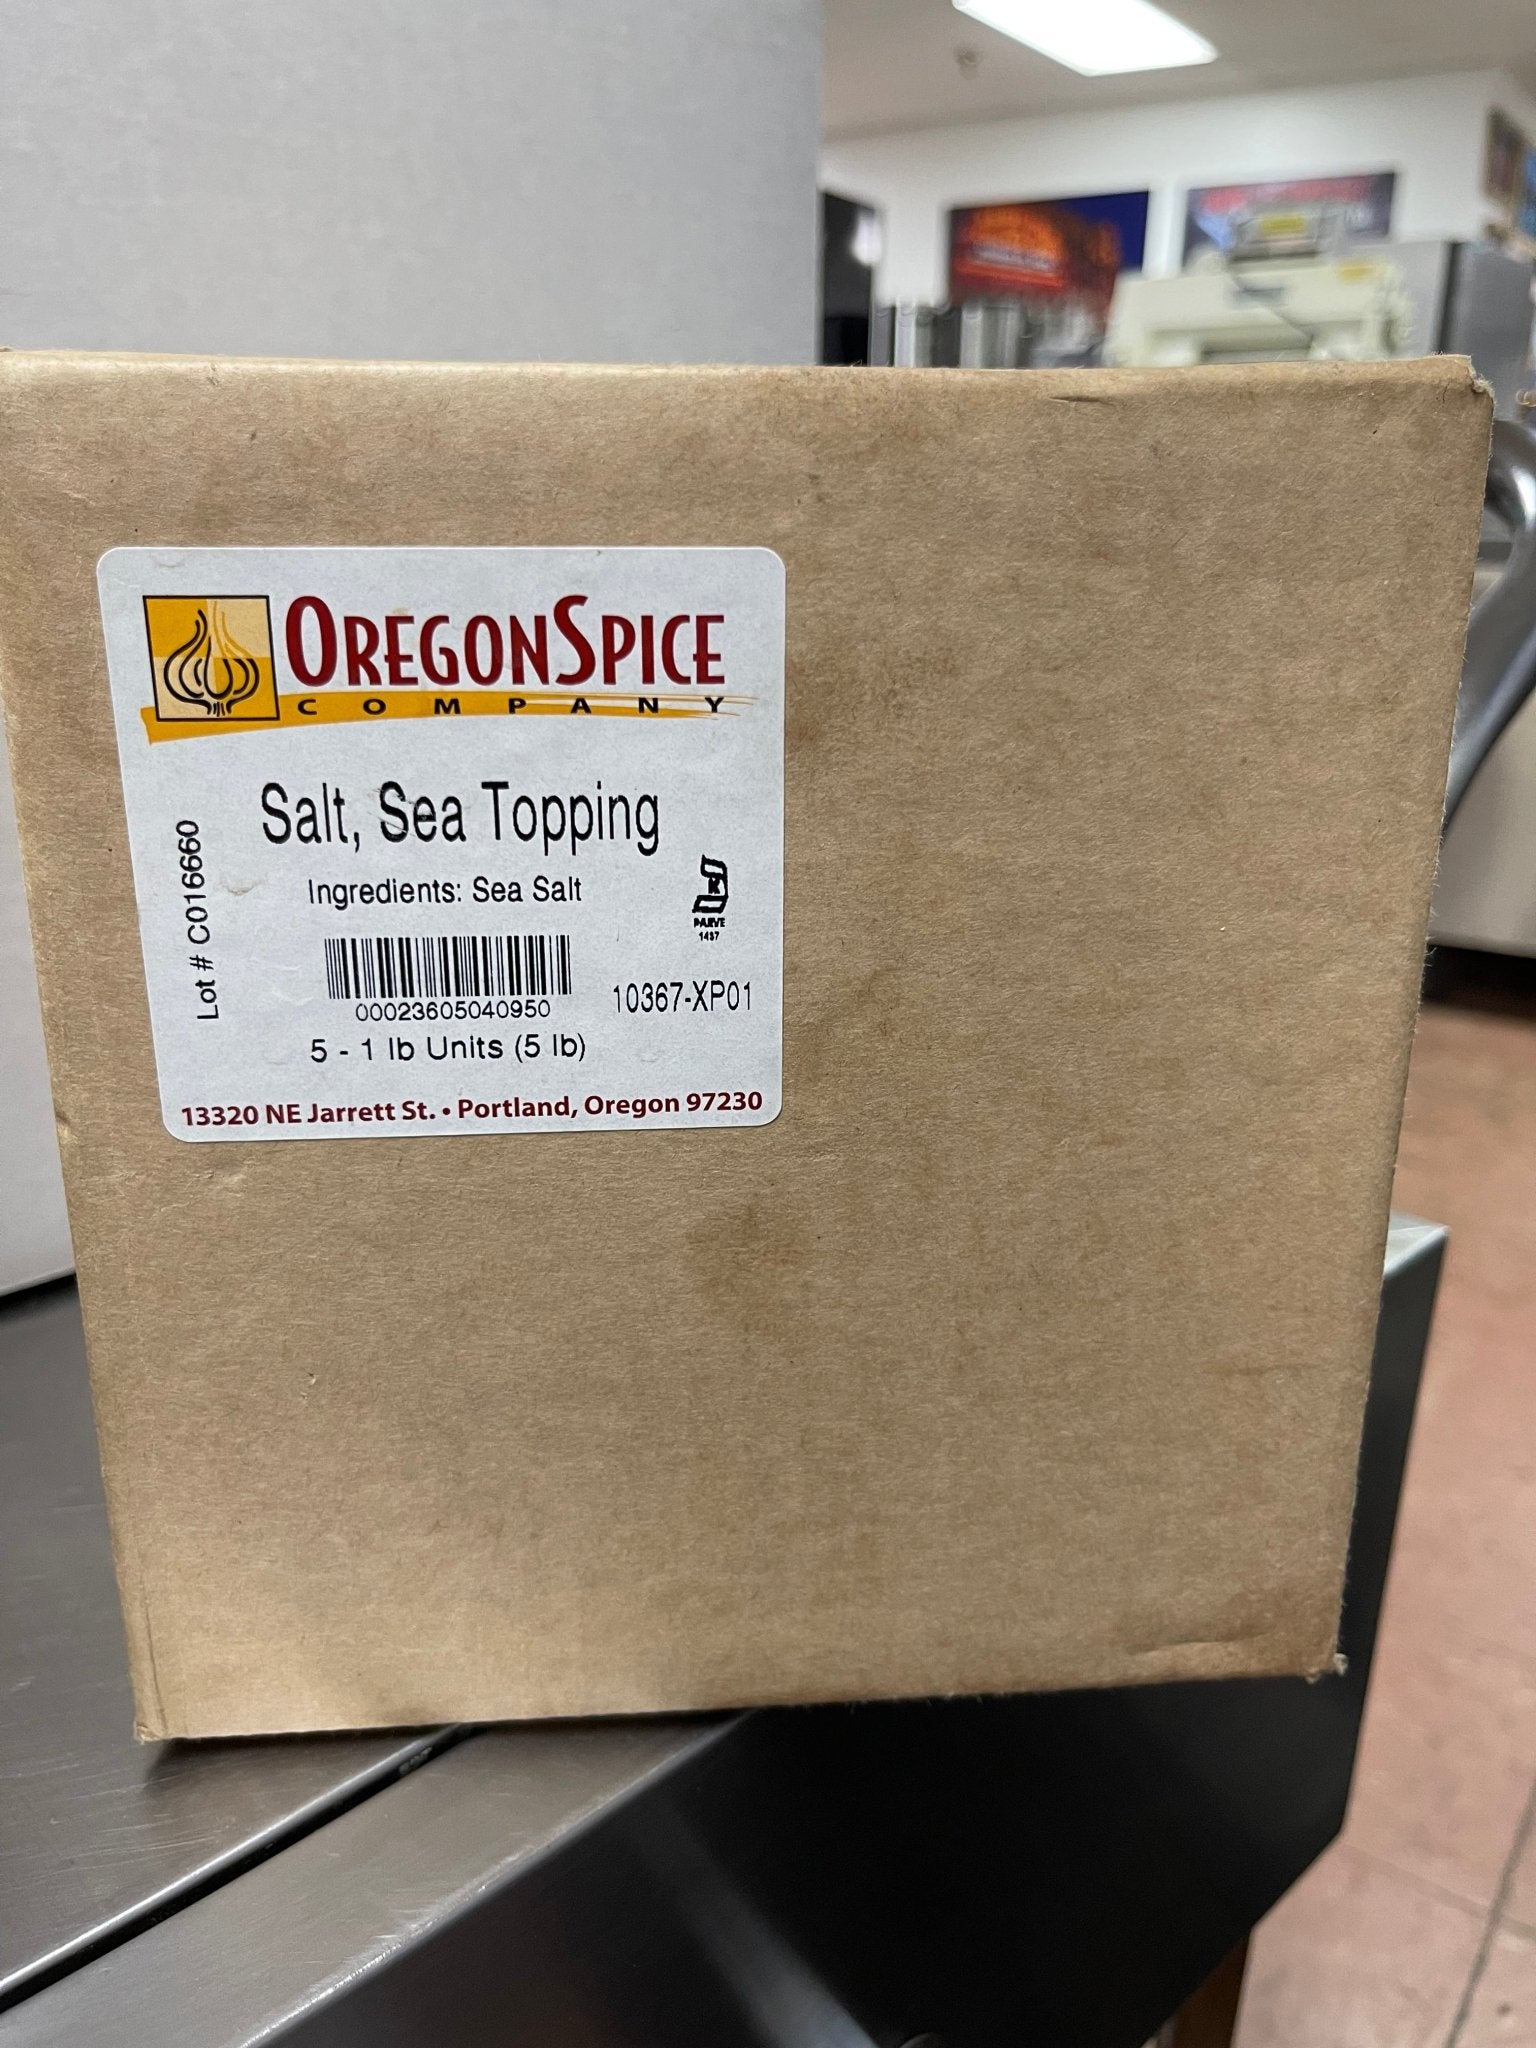 OREGONSPICE
COMPANY
Salt, Sea Topping
Ingredients: Sea Salt
Lot # C016660
K
PARVE
1437
00023605040950
10367-XP01
5 - 1 lb Units (5 lb)
13320 NE Jarrett St. • Portland, Oregon 97230